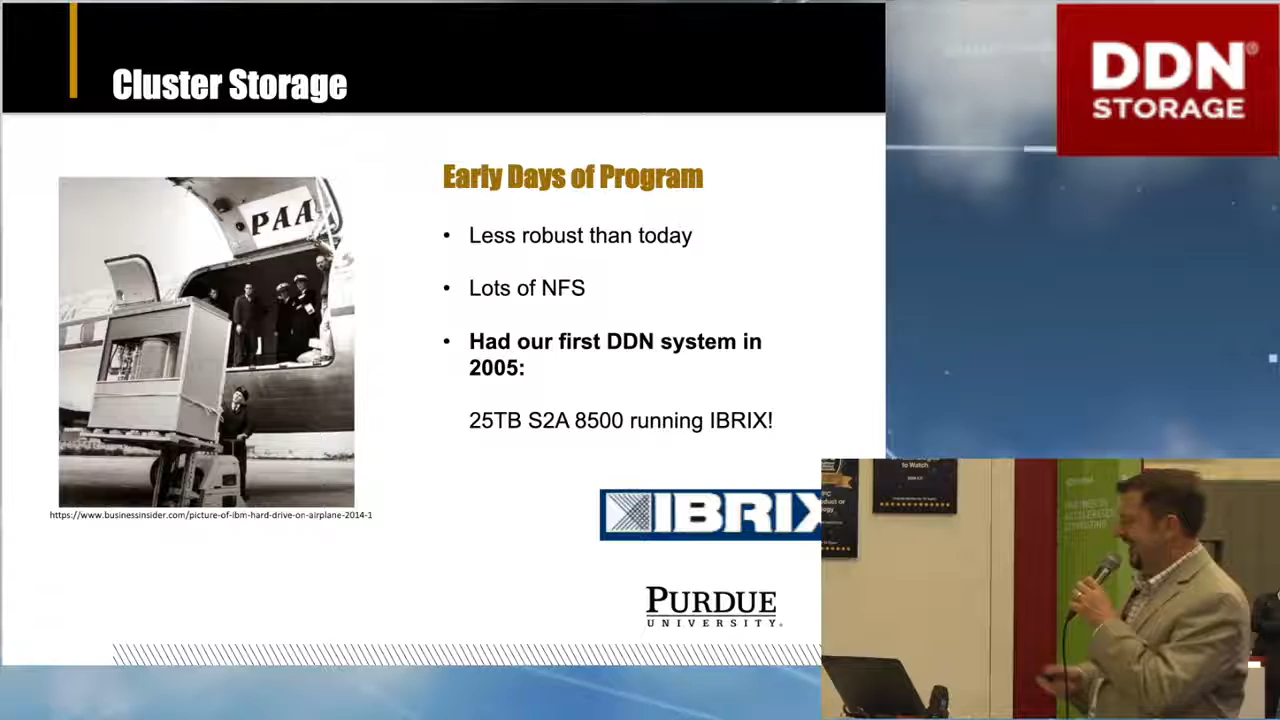 Cluster Storage
DDN®
STORAGE
PAA
Early Days of Program
• Less robust than today
• Lots of NFS
• Had our first DDN system in
2005:
25TB S2A 8500 running IBRIX!
https://www.businessinsider.com/picture-of-ibm-hard-drive-on-airplane-2014-1
IBRIX
PURDUE
UNIVERSITY®
to Watch